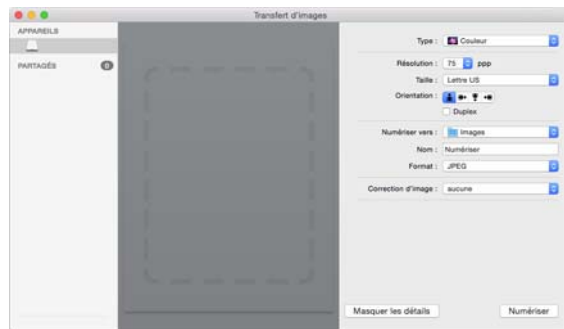 Transfert d'images
APPAREILS
PARTAGÉS 0
Type : Couleur
Résolution : 75 ppp
Taille : Lettre US
Orientation :
Duplex
Numériser vers : Images
Nom : Numériser
Format : JPEG
Correction d'image : aucune
Masquer les détails Numériser